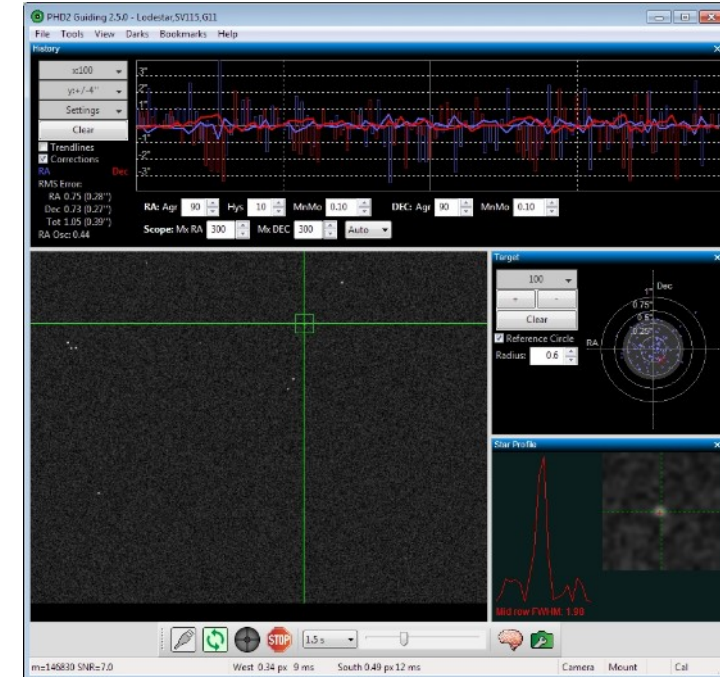 PHD2 Guiding 2.5.0 - Lodestar,SV115,G11
File Tools View Darks Bookmarks Help
History
x:100
y:+/-4"
Settings
Clear
Trendlines
Corrections
RA Dec
RMS Error:
RA 0.75 (0.28")
Dec 0.73 (0.27")
Tot 1.05 (0.39")
RA Osc: 0.44
3"
2"
1"
-1"
-2"
-3"
RA: Agr 90 Hys 10 MnMo 0.10 DEC: Agr 90 MnMo 0.10
Scope: Mx RA 300 Mx DEC 300 Auto
Target
100
+ -
Clear
Reference Circle
Radius: 0.6
1" Dec
0.75"
0.5"
0.25"
RA
Star Profile
Mid row FWHM: 1.98
STOP 1.5 s
m=146830 SNR=7.0 West 0.34 px 9 ms South 0.49 px 12 ms Camera Mount Cal